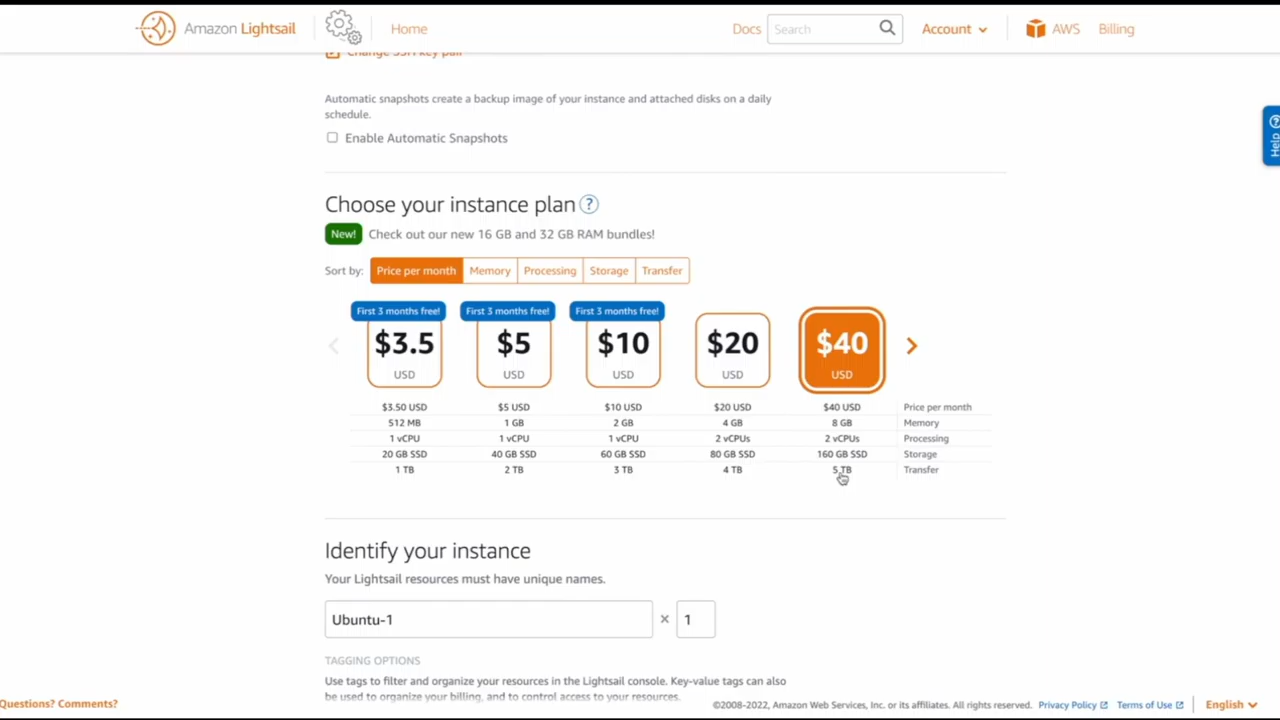 Amazon Lightsail
Home
Docs
Search
Account
AWS
Billing
Change SSH key pair
Automatic snapshots create a backup image of your instance and attached disks on a daily
schedule.
Enable Automatic Snapshots
Help
Choose your instance plan ?
New! Check out our new 16 GB and 32 GB RAM bundles!
Sort by: Price per month Memory Processing Storage Transfer
First 3 months free! First 3 months free! First 3 months free!
$3.5 $5 $10 $20 $40
USD USD USD USD USD
$3.50 USD $5 USD $10 USD $20 USD $40 USD Price per month
512 MB 1 GB 2 GB 4 GB 8 GB Memory
1 vCPU 1 vCPU 1 vCPU 2 vCPUs 2 vCPUs Processing
20 GB SSD 40 GB SSD 60 GB SSD 80 GB SSD 160 GB SSD Storage
1 TB 2 TB 3 TB 4 TB 5 TB Transfer
Identify your instance
Your Lightsail resources must have unique names.
Ubuntu-1 × 1
TAGGING OPTIONS
Use tags to filter and organize your resources in the Lightsail console. Key-value tags can also
be used to organize your billing, and to control access to your resources.
Questions? Comments?
©2008-2022, Amazon Web Services, Inc. or its affiliates. All rights reserved.
Privacy Policy
Terms of Use
English